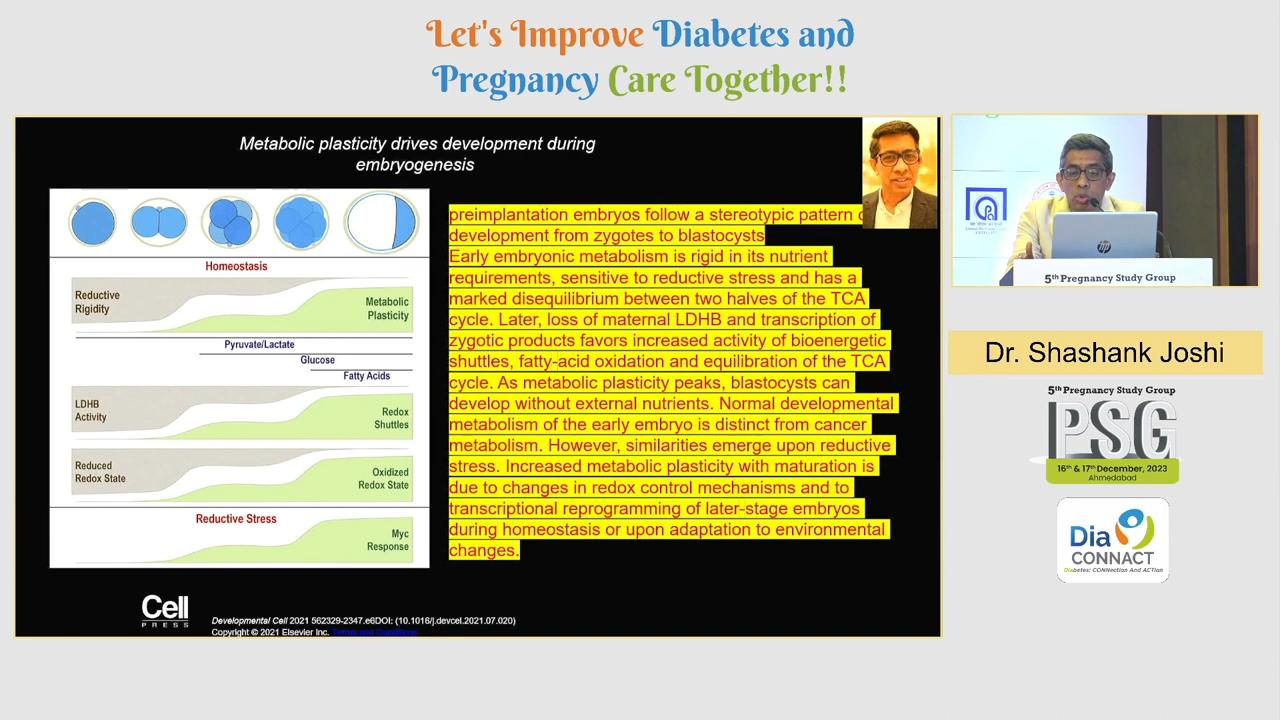 Let's Improve Diabetes and
Pregnancy Care Together!!
Metabolic plasticity drives development during
embryogenesis
Homeostasis
Reductive
Rigidity
Metabolic
Plasticity
Pyruvate/Lactate
Glucose
Fatty Acids
LDHB
Activity
Redox
Shuttles
Reduced
Redox State
Oxidized
Redox State
Reductive Stress
Myc
Response
preimplantation embryos follow a stereotypic pattern
development from zygotes to blastocysts
Early embryonic metabolism is rigid in its nutrient
requirements, sensitive to reductive stress and has a
marked disequilibrium between two halves of the TCA
cycle. Later, loss of maternal LDHB and transcription of
zygotic products favors increased activity of bioenergetic
shuttles, fatty-acid oxidation and equilibration of the TCA
cycle. As metabolic plasticity peaks, blastocysts can
develop without external nutrients. Normal developmental
metabolism of the early embryo is distinct from cancer
metabolism. However, similarities emerge upon reductive
stress. Increased metabolic plasticity with maturation is
due to changes in redox control mechanisms and to
transcriptional reprogramming of later-stage embryos
during homeostasis or upon adaptation to environmental
changes.
Cell
PRESS
Developmental Cell 2021 562329-2347.e6DOI: (10.1016/j.devcel.2021.07.020)
Copyright © 2021 Elsevier Inc. Terms and Conditions
hp
5th Pregnancy Study Group
Dr. Shashank Joshi
5th Pregnancy Study Group
PSG
16th & 17th December, 2023
Ahmedabad
Dia
CONNACT
Diabetes: CONNection And ACTion